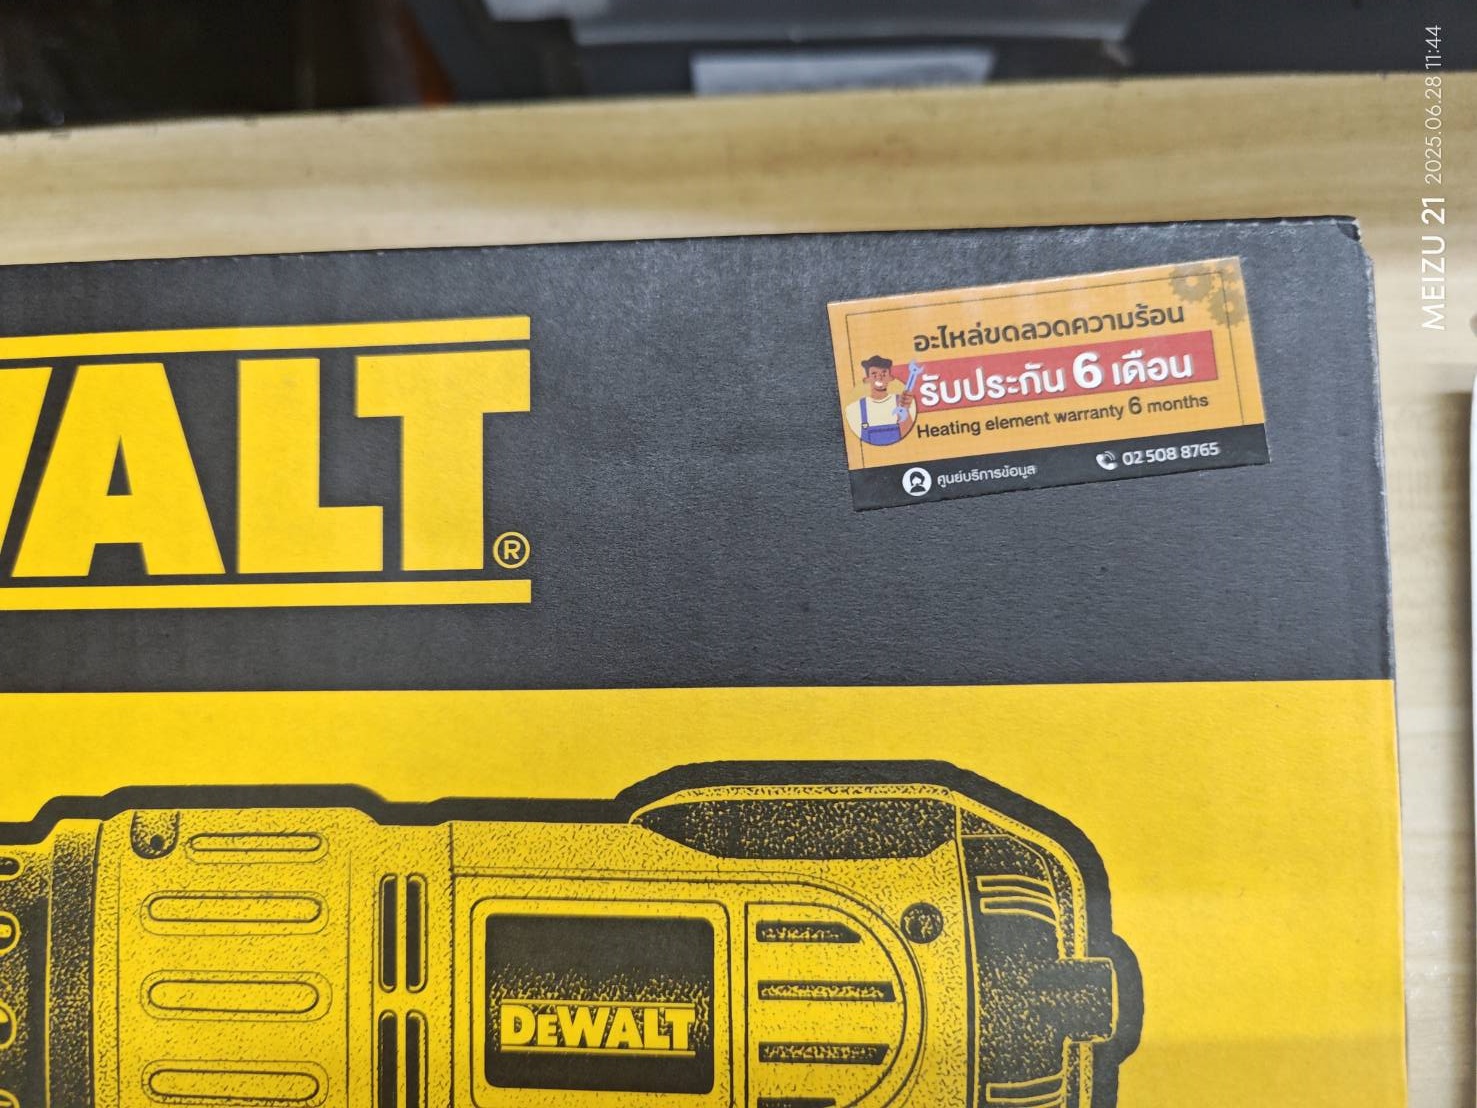 WALT®
อะไหล่ขดลวดความร้อน
รับประกัน 6 เดือน
Heating element warranty 6 months
ศูนย์บริการข้อมูล 02 508 8765
DEWALT
MEIZU 21 2025.06.28 11:44